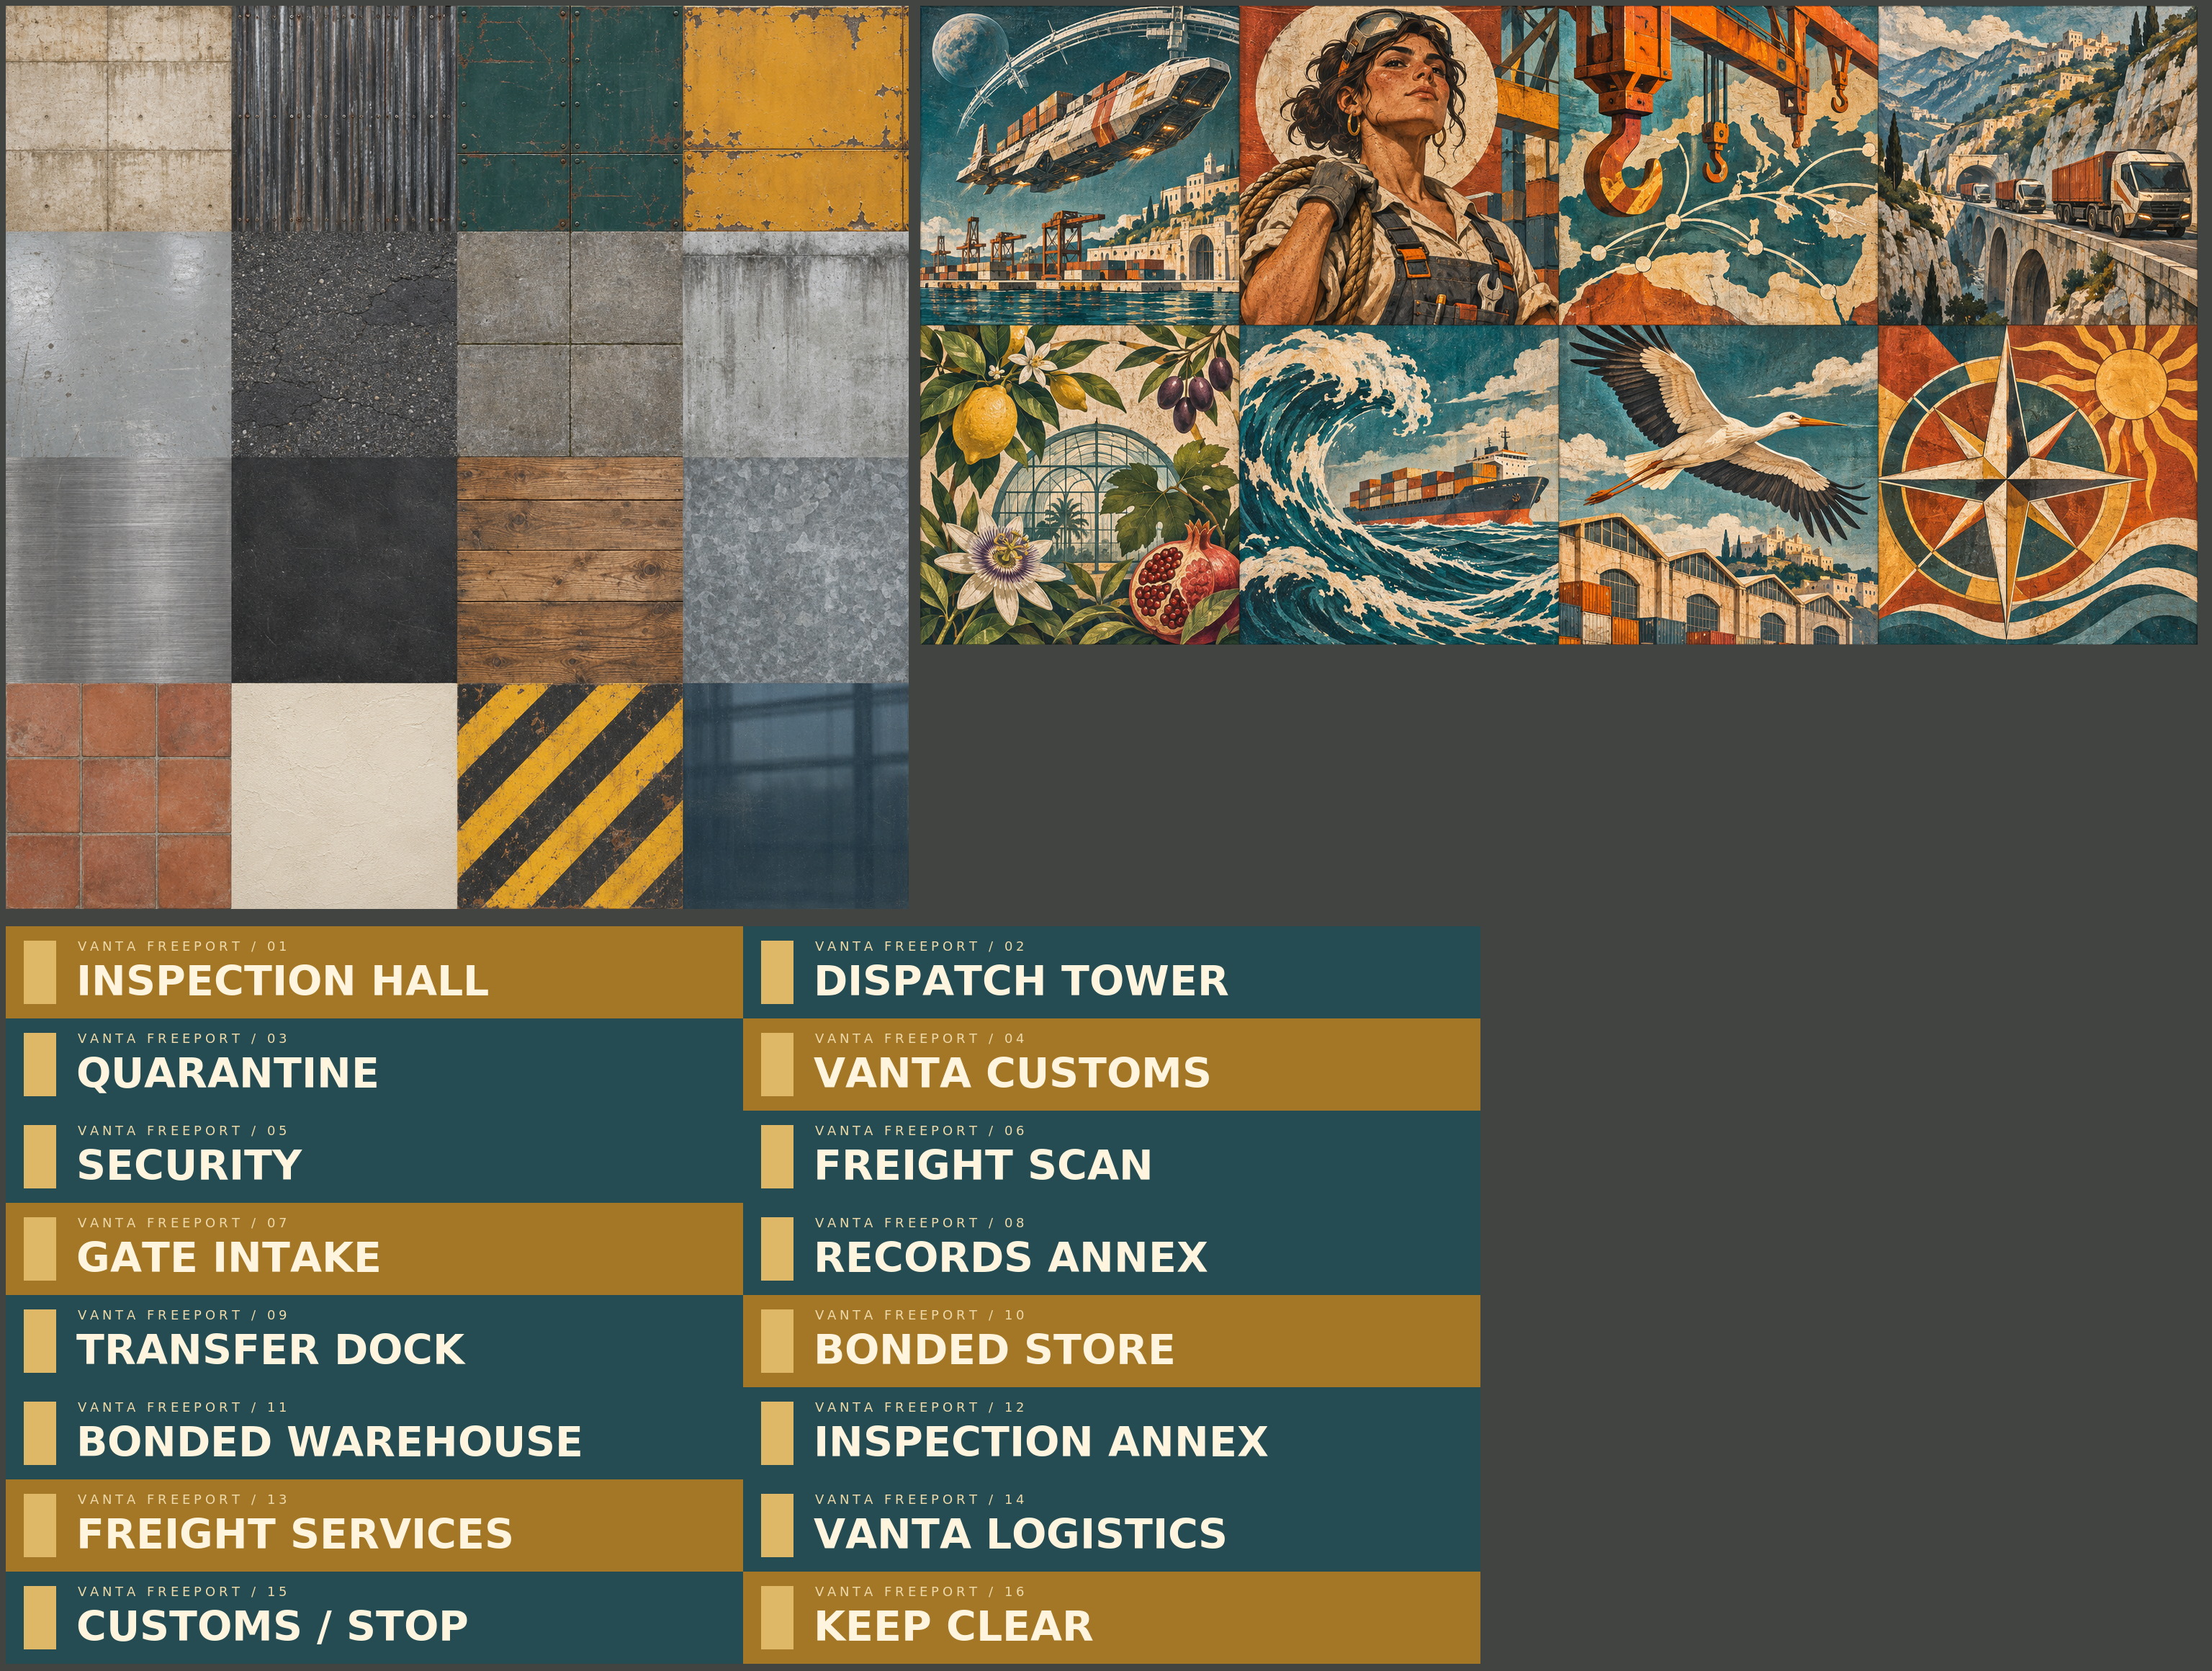 VANTA FREEPORT / 01
INSPECTION HALL
VANTA FREEPORT / 02
DISPATCH TOWER
VANTA FREEPORT / 03
QUARANTINE
VANTA FREEPORT / 04
VANTA CUSTOMS
VANTA FREEPORT / 05
SECURITY
VANTA FREEPORT / 06
FREIGHT SCAN
VANTA FREEPORT / 07
GATE INTAKE
VANTA FREEPORT / 08
RECORDS ANNEX
VANTA FREEPORT / 09
TRANSFER DOCK
VANTA FREEPORT / 10
BONDED STORE
VANTA FREEPORT / 11
BONDED WAREHOUSE
VANTA FREEPORT / 12
INSPECTION ANNEX
VANTA FREEPORT / 13
FREIGHT SERVICES
VANTA FREEPORT / 14
VANTA LOGISTICS
VANTA FREEPORT / 15
CUSTOMS / STOP
VANTA FREEPORT / 16
KEEP CLEAR